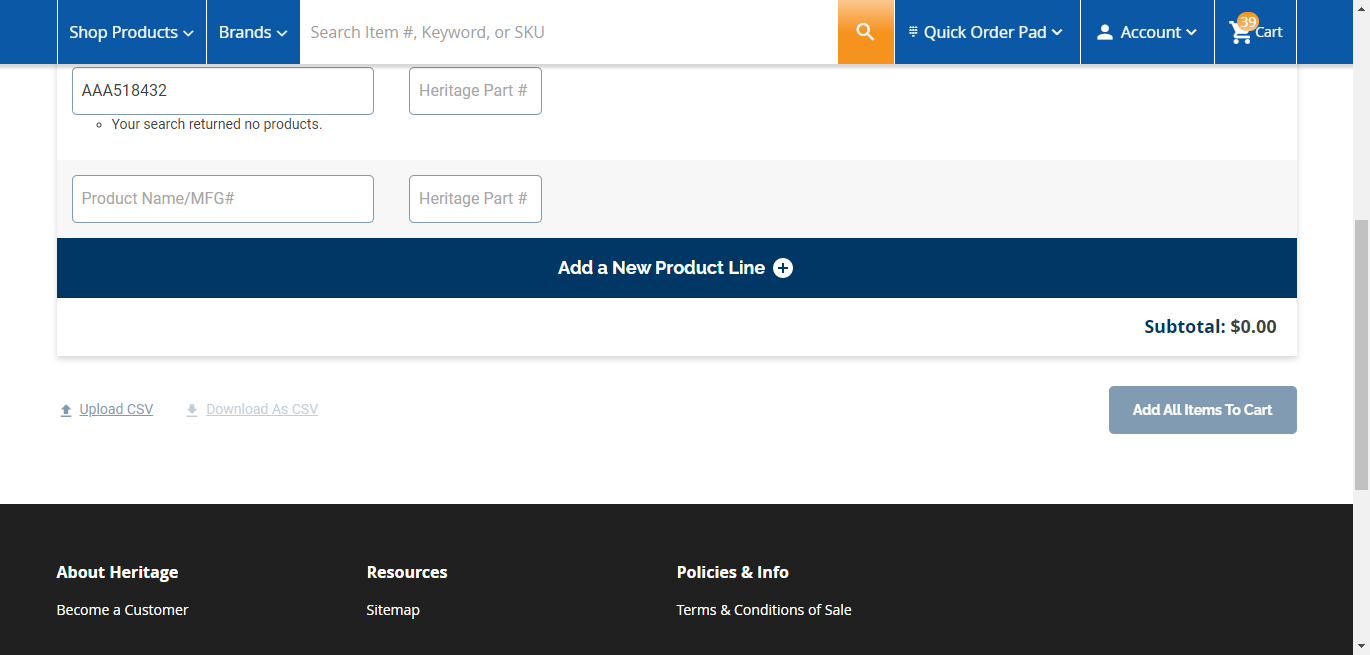 Shop Products Brands Search Item #, Keyword, or SKU Quick Order Pad Account 39 Cart
AAA518432 Heritage Part #
Your search returned no products.
Product Name/MFG# Heritage Part #
Add a New Product Line
Subtotal: $0.00
Upload CSV Download As CSV Add All Items To Cart
About Heritage Resources Policies & Info
Become a Customer Sitemap Terms & Conditions of Sale